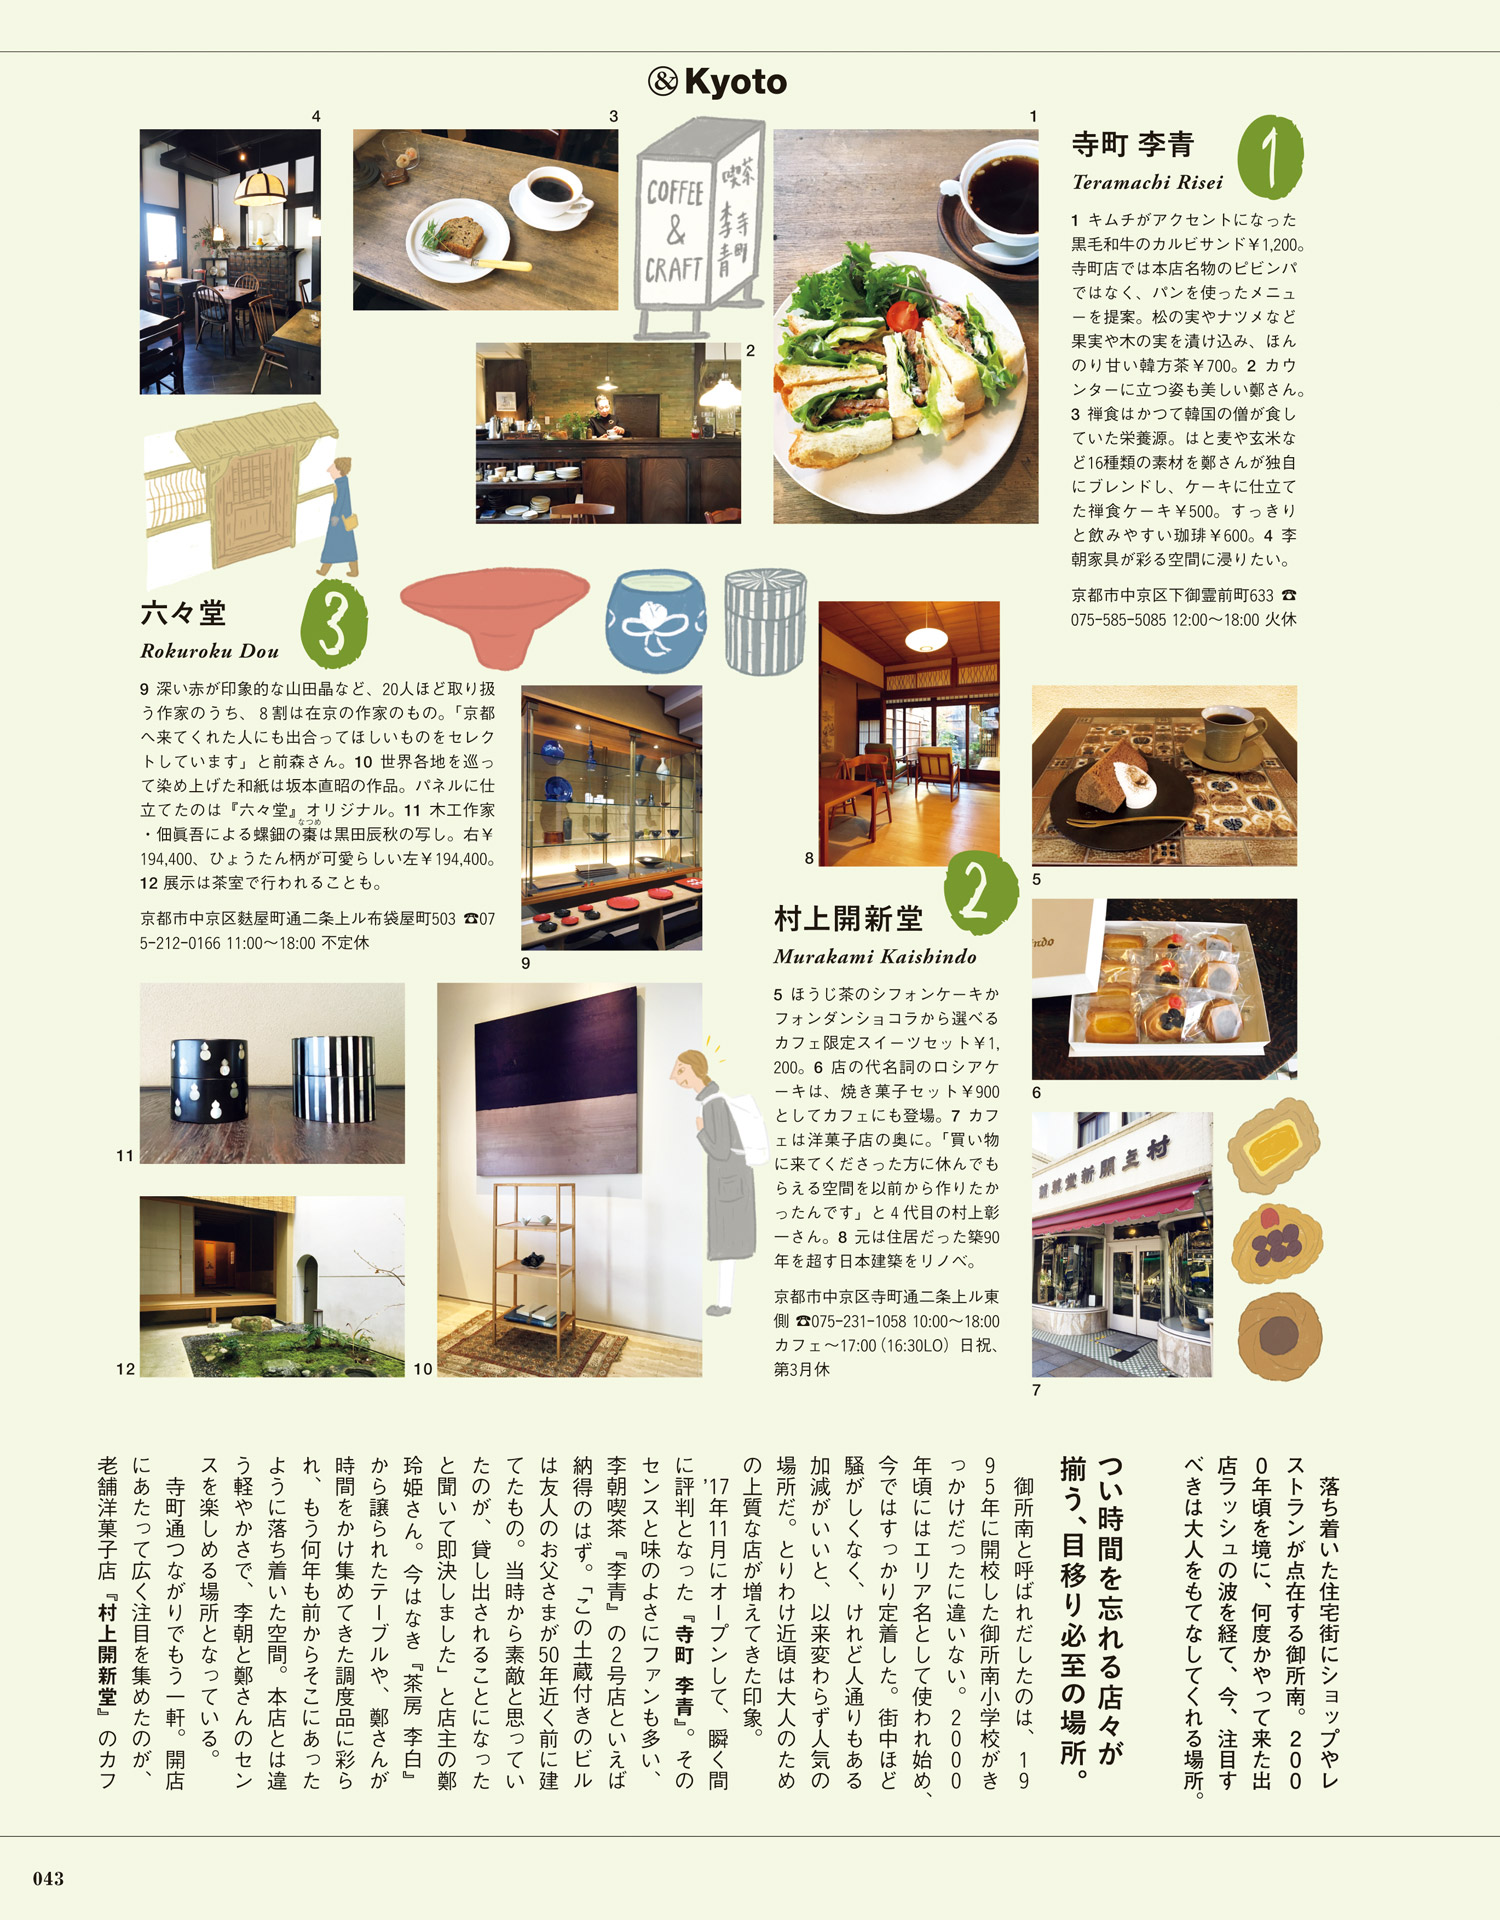 &Kyoto
寺町 李青
Teramachi Risei
1
1 キムチがアクセントになった
黒毛和牛のカルビサンド￥1,200。
寺町店では本店名物のピビンパ
ではなく、パンを使ったメニュ
ーを提案。松の実やナツメなど
果実や木の実を漬け込み、ほん
のり甘い韓方茶￥700。2 カウ
ンターに立つ姿も美しい鄭さん。
3 禅食はかつて韓国の僧が食し
ていた栄養源。はと麦や玄米な
ど16種類の素材を鄭さんが独自
にブレンドし、ケーキに仕立て
た禅食ケーキ￥500。すっきり
と飲みやすい珈琲￥600。4 李
朝家具が彩る空間に浸りたい。
京都市中京区下御霊前町633 ☎
075-585-5085 12:00〜18:00 火休
1
2
3
4
COFFEE
&
CRAFT
喫茶
寺町
李青
村上開新堂
Murakami Kaishindo
2
5 ほうじ茶のシフォンケーキか
フォンダンショコラから選べる
カフェ限定スイーツセット￥1,
200。6 店の代名詞のロシアケ
ーキは、焼き菓子セット￥900
としてカフェにも登場。7 カフ
ェは洋菓子店の奥に。「買い物
に来てくださった方に休んでも
らえる空間を以前から作りたか
ったんです」と4代目の村上彰
一さん。8 元は住居だった築90
年を超す日本建築をリノベ。
京都市中京区寺町通二条上ル東
側 ☎075-231-1058 10:00〜18:00
カフェ〜17:00（16:30LO）日祝、
第3月休
5
6
7
8
ndo
村上開新堂
六々堂
Rokuroku Dou
3
9 深い赤が印象的な山田晶など、20人ほど取り扱
う作家のうち、8割は在京の作家のもの。「京都
へ来てくれた人にも出合ってほしいものをセレク
トしています」と前森さん。10 世界各地を巡っ
て染め上げた和紙は坂本直昭の作品。パネルに仕
立てたのは『六々堂』オリジナル。11 木工作家
・佃眞吾による螺鈿の棗は黒田辰秋の写し。右￥
なつめ
194,400、ひょうたん柄が可愛らしい左￥194,400。
12 展示は茶室で行われることも。
京都市中京区麩屋町通二条上ル布袋屋町503 ☎07
5-212-0166 11:00〜18:00 不定休
9
10
11
12
落ち着いた住宅街にショップやレ
ストランが点在する御所南。200
0年頃を境に、何度かやって来た出
店ラッシュの波を経て、今、注目す
べきは大人をもてなしてくれる場所。
つい時間を忘れる店々が
揃う、目移り必至の場所。
御所南と呼ばれだしたのは、19
95年に開校した御所南小学校がき
っかけだったに違いない。2000
年頃にはエリア名として使われ始め、
今ではすっかり定着した。街中ほど
騒がしくなく、けれど人通りもある
加減がいいと、以来変わらず人気の
場所だ。とりわけ近頃は大人のため
の上質な店が増えてきた印象。
’17年11月にオープンして、瞬く間
に評判となった『寺町 李青』。その
センスと味のよさにファンも多い、
李朝喫茶『李青』の2号店といえば
納得のはず。「この土蔵付きのビル
は友人のお父さまが50年近く前に建
てたもの。当時から素敵と思ってい
たのが、貸し出されることになった
と聞いて即決しました」と店主の鄭
玲姫さん。今はなき『茶房 李白』
から譲られたテーブルや、鄭さんが
時間をかけ集めてきた調度品に彩ら
れ、もう何年も前からそこにあった
ように落ち着いた空間。本店とは違
う軽やかさで、李朝と鄭さんのセン
スを楽しめる場所となっている。
寺町通つながりでもう一軒。開店
にあたって広く注目を集めたのが、
老舗洋菓子店『村上開新堂』のカフ
043